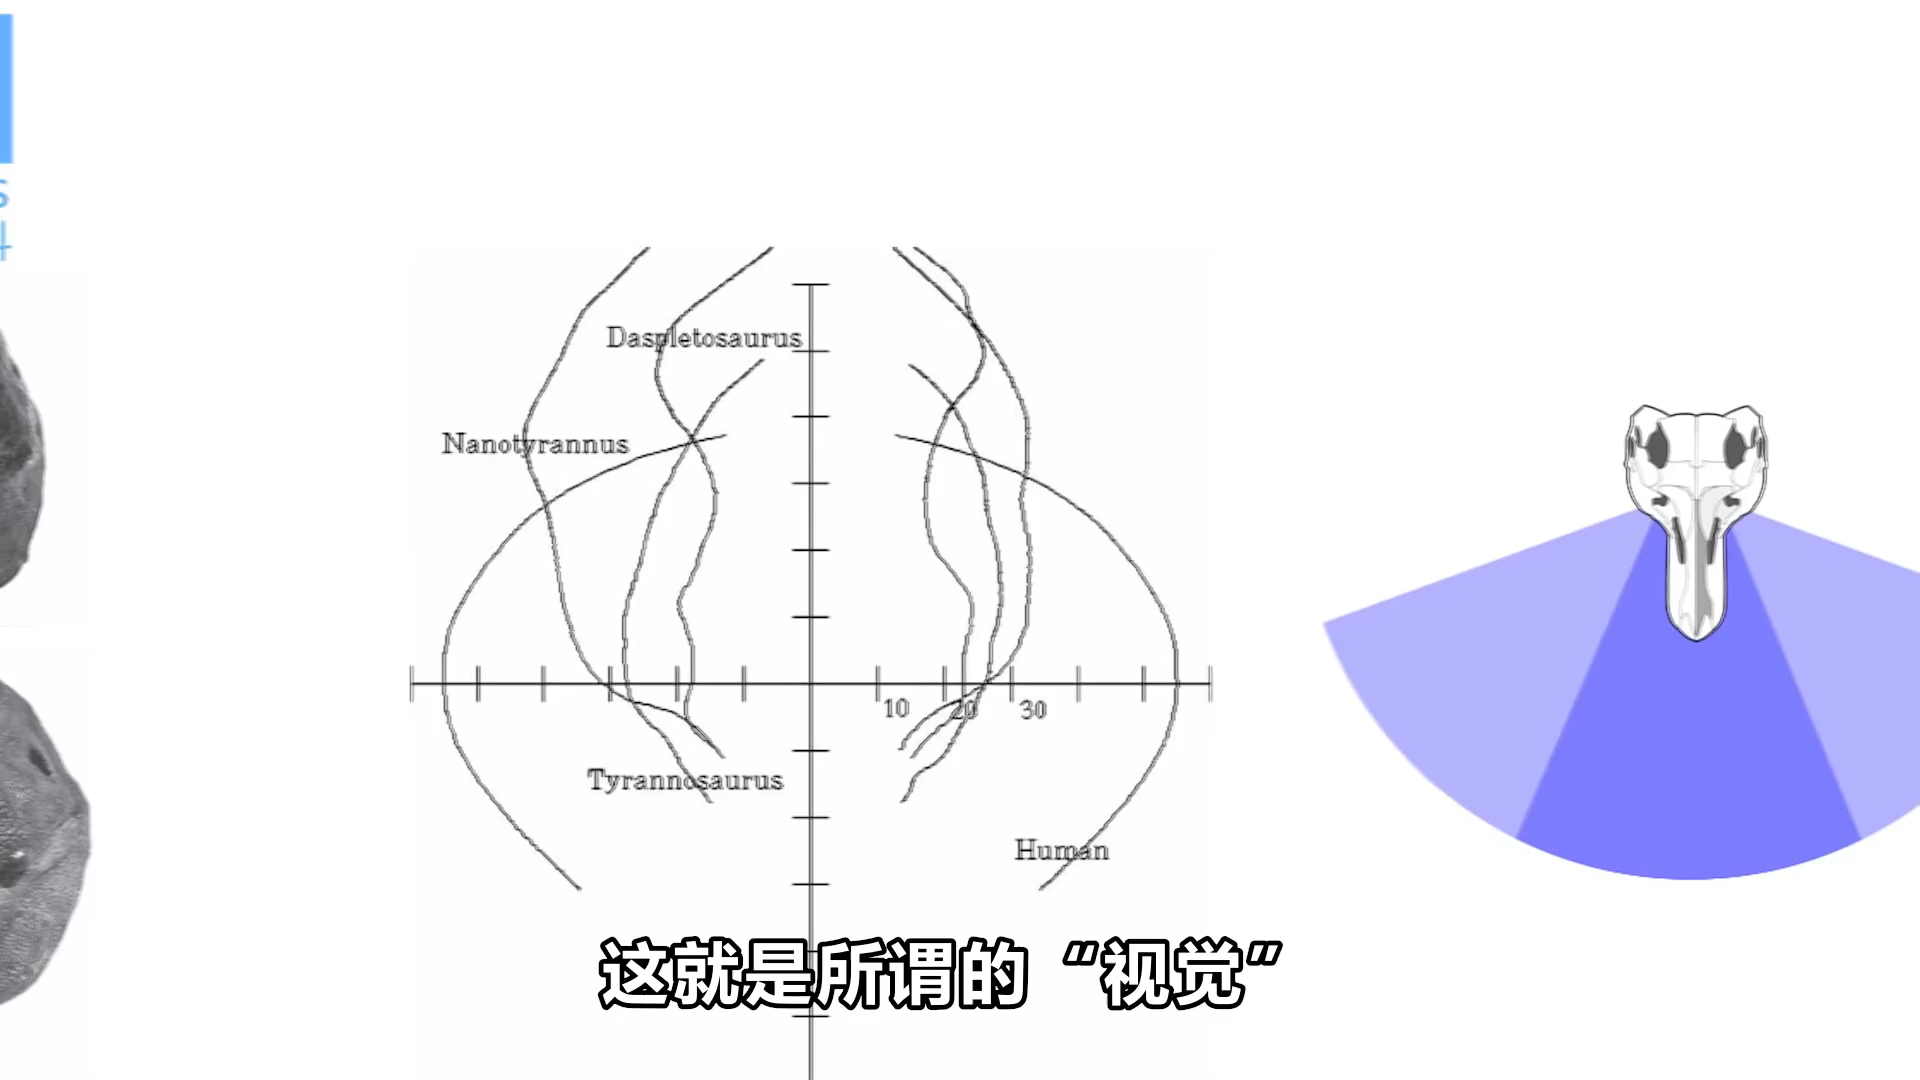 Daspletosaurus
Nanotyrannus
10 20 30
Tyrannosaurus
Human
这就是所谓的“视觉”